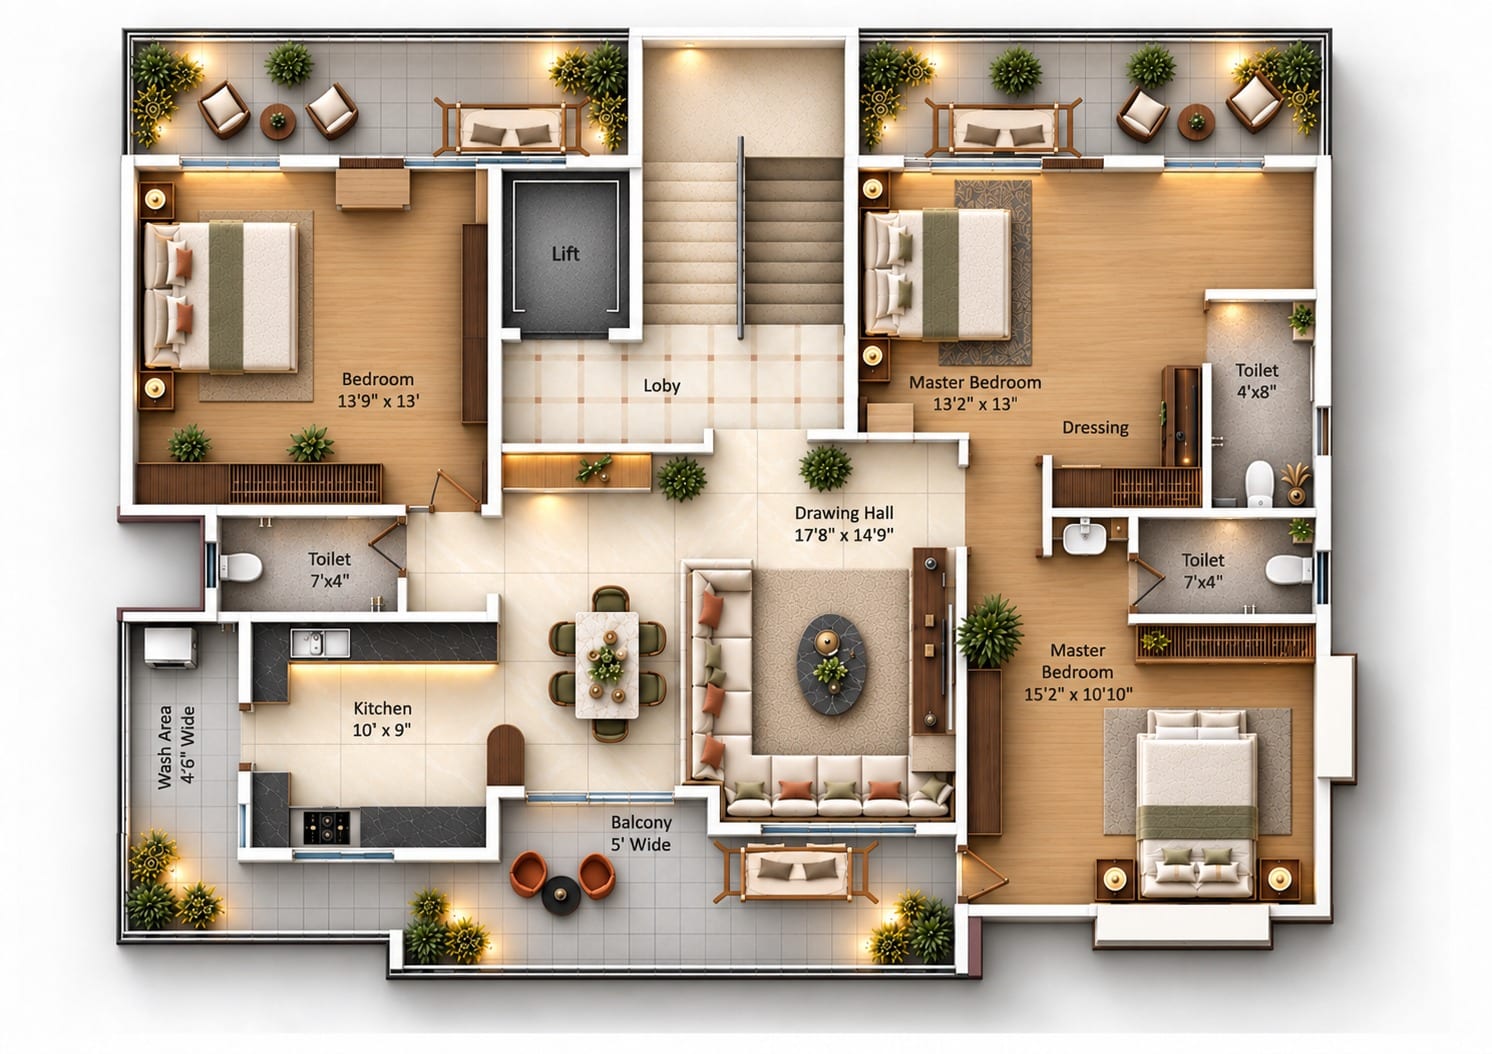 Lift
Bedroom
13'9" x 13'
Loby
Master Bedroom
13'2" x 13"
Dressing
Toilet
4'x8"
Drawing Hall
17'8" x 14'9"
Toilet
7'x4"
Toilet
7'x4"
Kitchen
10' x 9"
Wash Area
4'6" Wide
Master
Bedroom
15'2" x 10'10"
Balcony
5' Wide